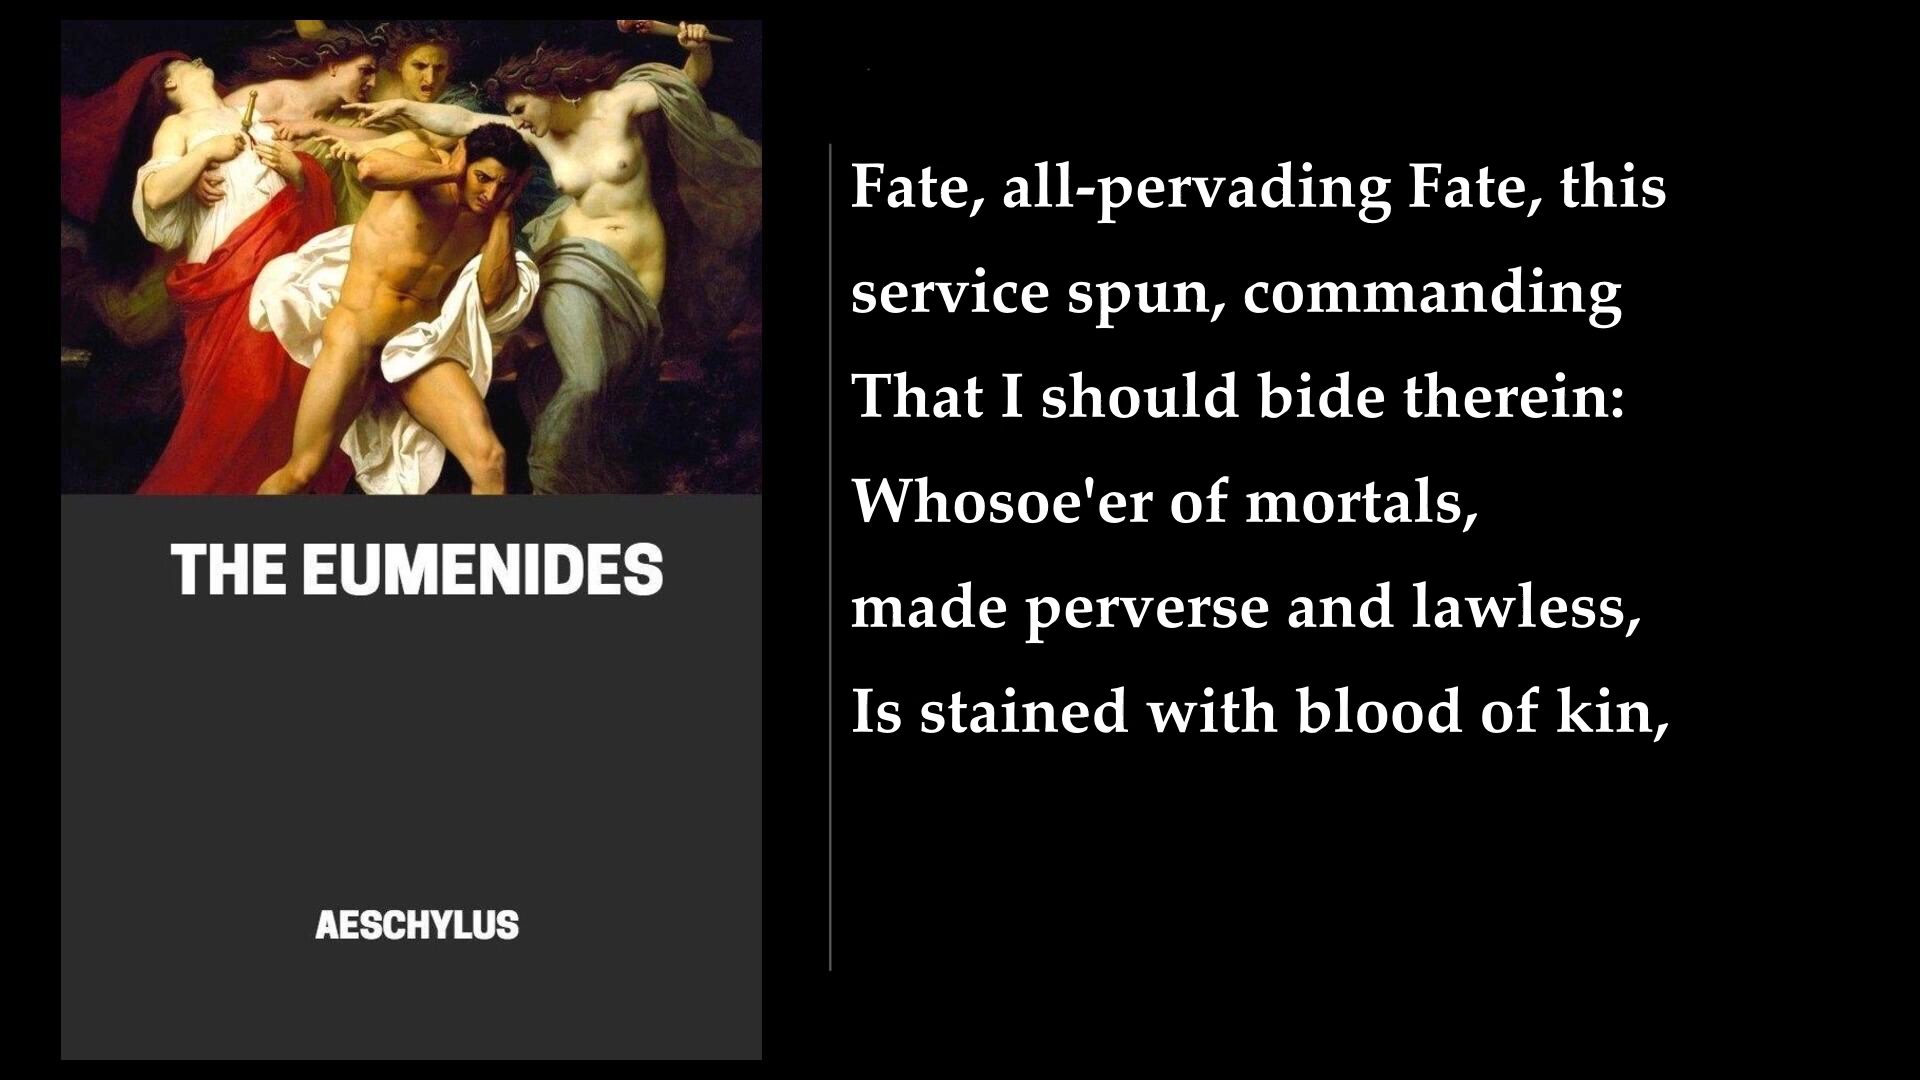 THE EUMENIDES
AESCHYLUS
Fate, all-pervading Fate, this
service spun, commanding
That I should bide therein:
Whosoe'er of mortals,
made perverse and lawless,
Is stained with blood of kin,